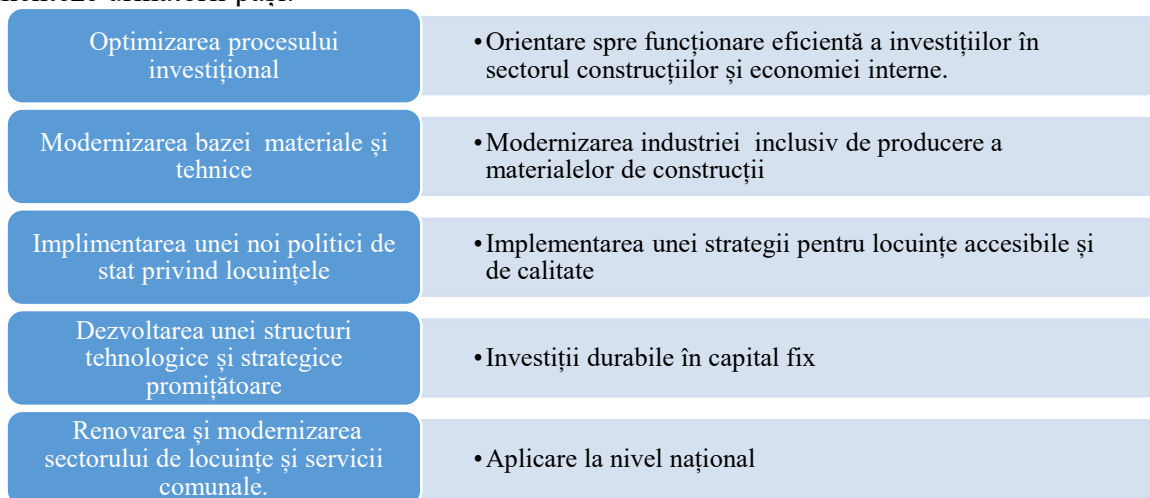 următorii pași:
Optimizarea procesului
investițional
•Orientare spre funcționare eficientă a investițiilor în
sectorul construcțiilor și economiei interne.
Modernizarea bazei materiale și
tehnice
•Modernizarea industriei inclusiv de producere a
materialelor de construcții
Implimentarea unei noi politici de
stat privind locuințele
•Implementarea unei strategii pentru locuințe accesibile și
de calitate
Dezvoltarea unei structuri
tehnologice și strategice
promițătoare
•Investiții durabile în capital fix
Renovarea și modernizarea
sectorului de locuințe și servicii
comunale.
•Aplicare la nivel național